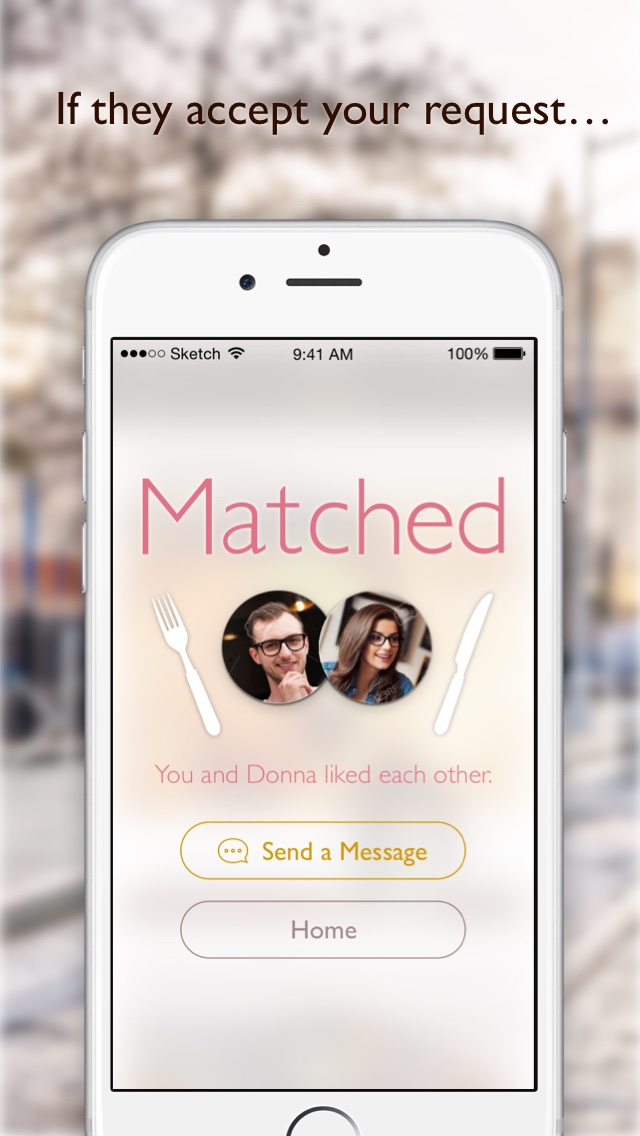 If they accept your request…
Sketch 9:41 AM 100%
Matched
You and Donna liked each other.
Send a Message
Home